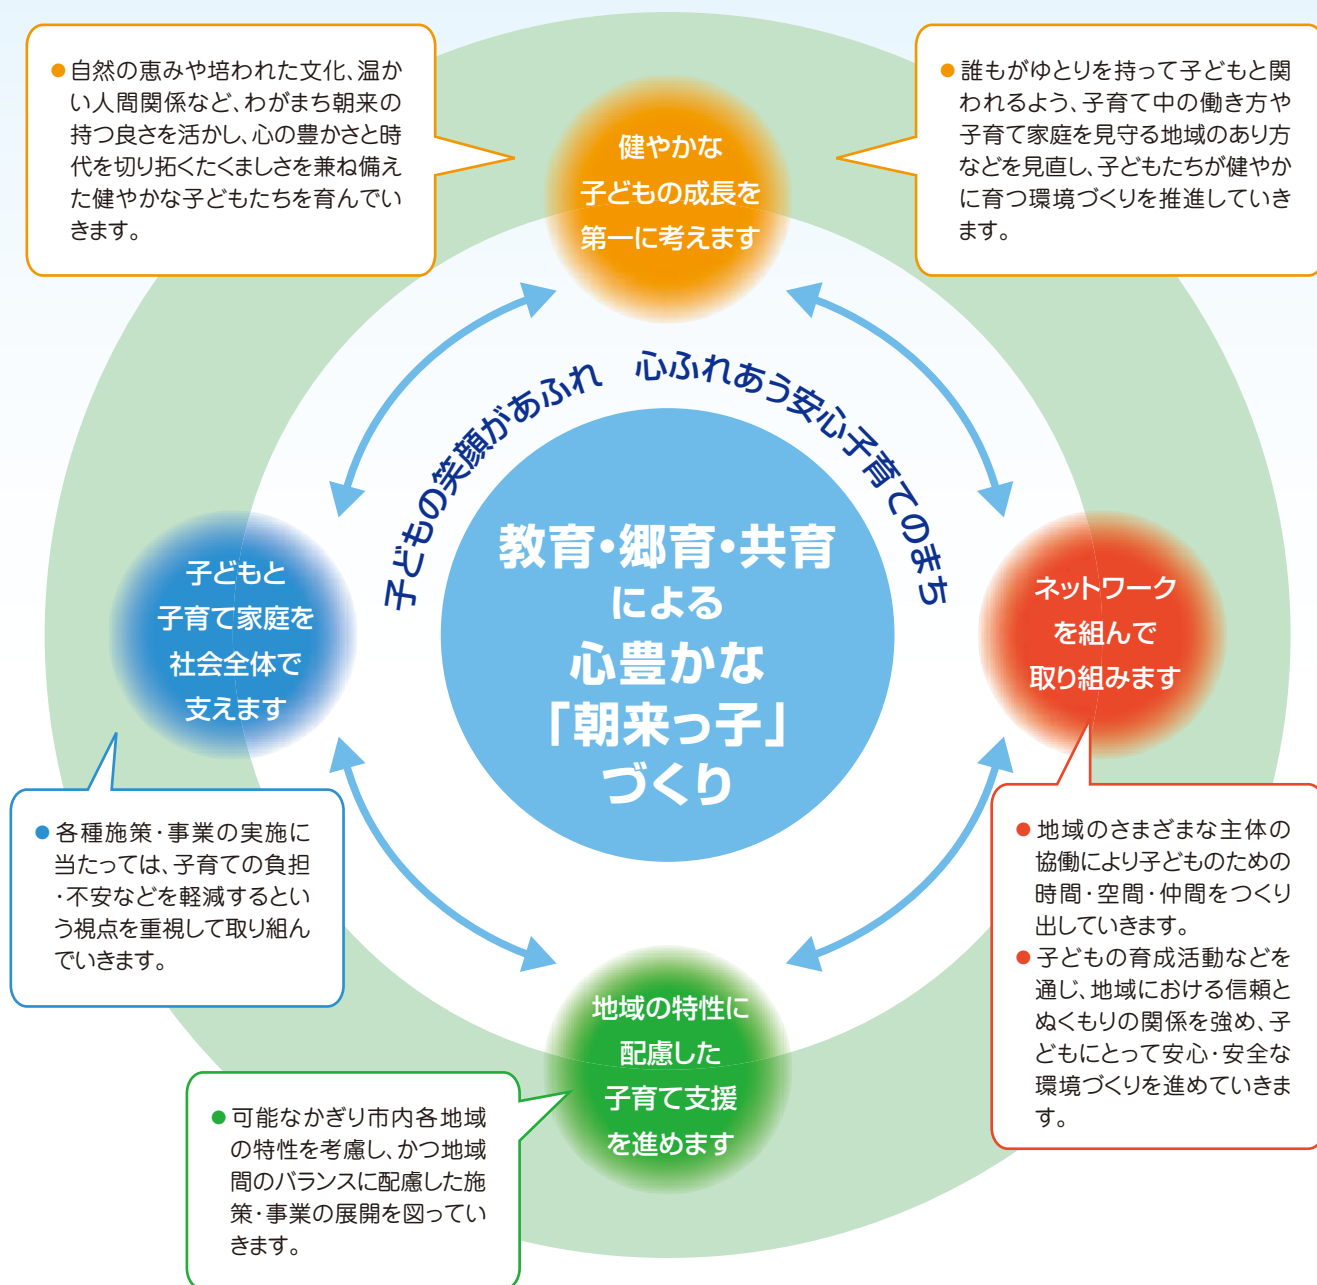 ●自然の恵みや培われた文化、温か
い人間関係など、わがまち朝来の
持つ良さを活かし、心の豊かさと時
代を切り拓くたくましさを兼ね備え
た健やかな子どもたちを育んでい
きます。
健やかな
子どもの成長を
第一に考えます
●誰もがゆとりを持って子どもと関
われるよう、子育て中の働き方や
子育て家庭を見守る地域のあり方
などを見直し、子どもたちが健やか
に育つ環境づくりを推進していき
ます。
子どもの笑顔があふれ　心ふれあう安心子育てのまち
教育・郷育・共育
による
心豊かな
「朝来っ子」
づくり
子どもと
子育て家庭を
社会全体で
支えます
ネットワーク
を組んで
取り組みます
●各種施策・事業の実施に
当たっては、子育ての負担
・不安などを軽減するとい
う視点を重視して取り組ん
でいきます。
●地域のさまざまな主体の
協働により子どものための
時間・空間・仲間をつくり
出していきます。
●子どもの育成活動などを
通じ、地域における信頼と
ぬくもりの関係を強め、子
どもにとって安心・安全な
環境づくりを進めていきま
す。
地域の特性に
配慮した
子育て支援
を進めます
●可能なかぎり市内各地域
の特性を考慮し、かつ地域
間のバランスに配慮した施
策・事業の展開を図ってい
きます。